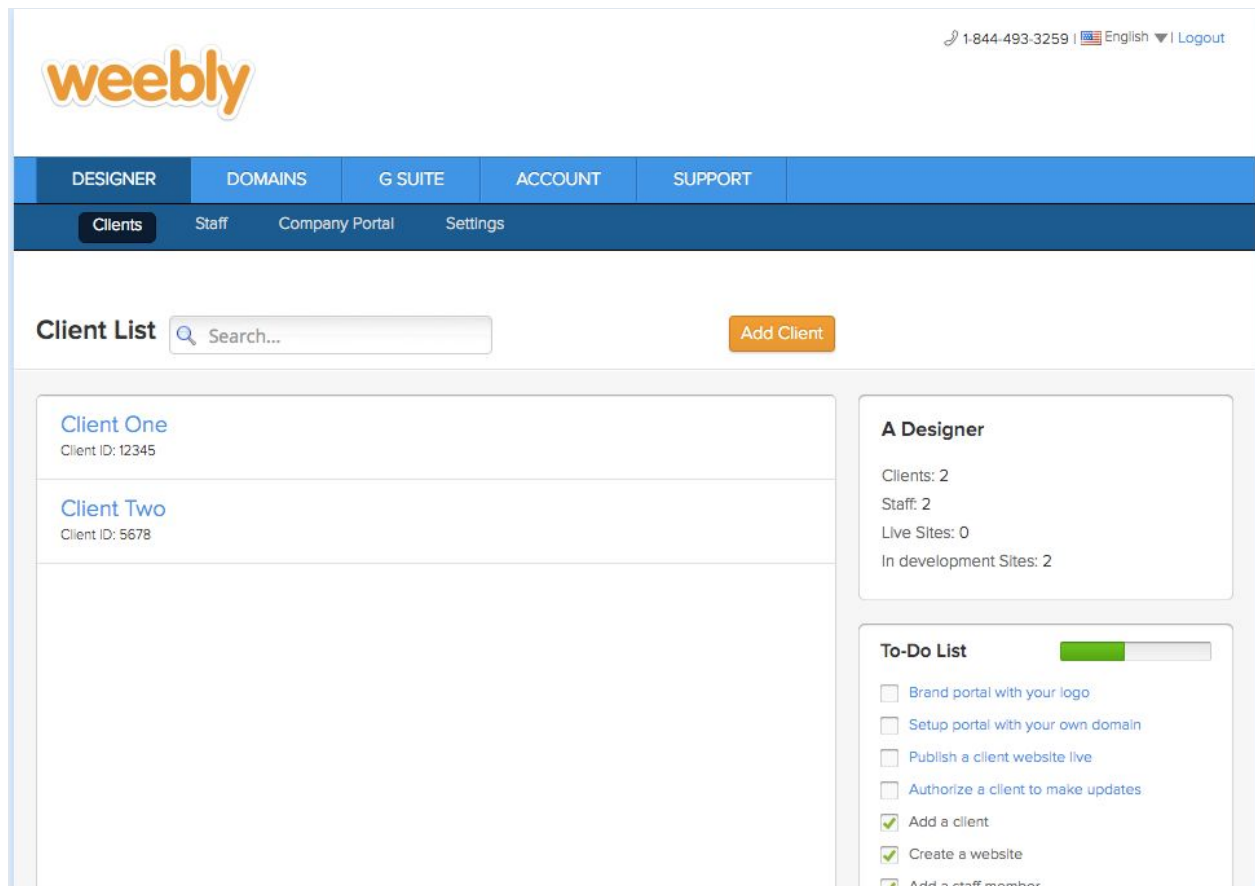 1-844-493-3259 | English ▼ | Logout
weebly
DESIGNER DOMAINS G SUITE ACCOUNT SUPPORT
Clients Staff Company Portal Settings
Client List Search... Add Client
Client One
Client ID: 12345
Client Two
Client ID: 5678
A Designer
Clients: 2
Staff: 2
Live Sites: 0
In development Sites: 2
To-Do List
Brand portal with your logo
Setup portal with your own domain
Publish a client website live
Authorize a client to make updates
Add a client
Create a website
Add a staff member